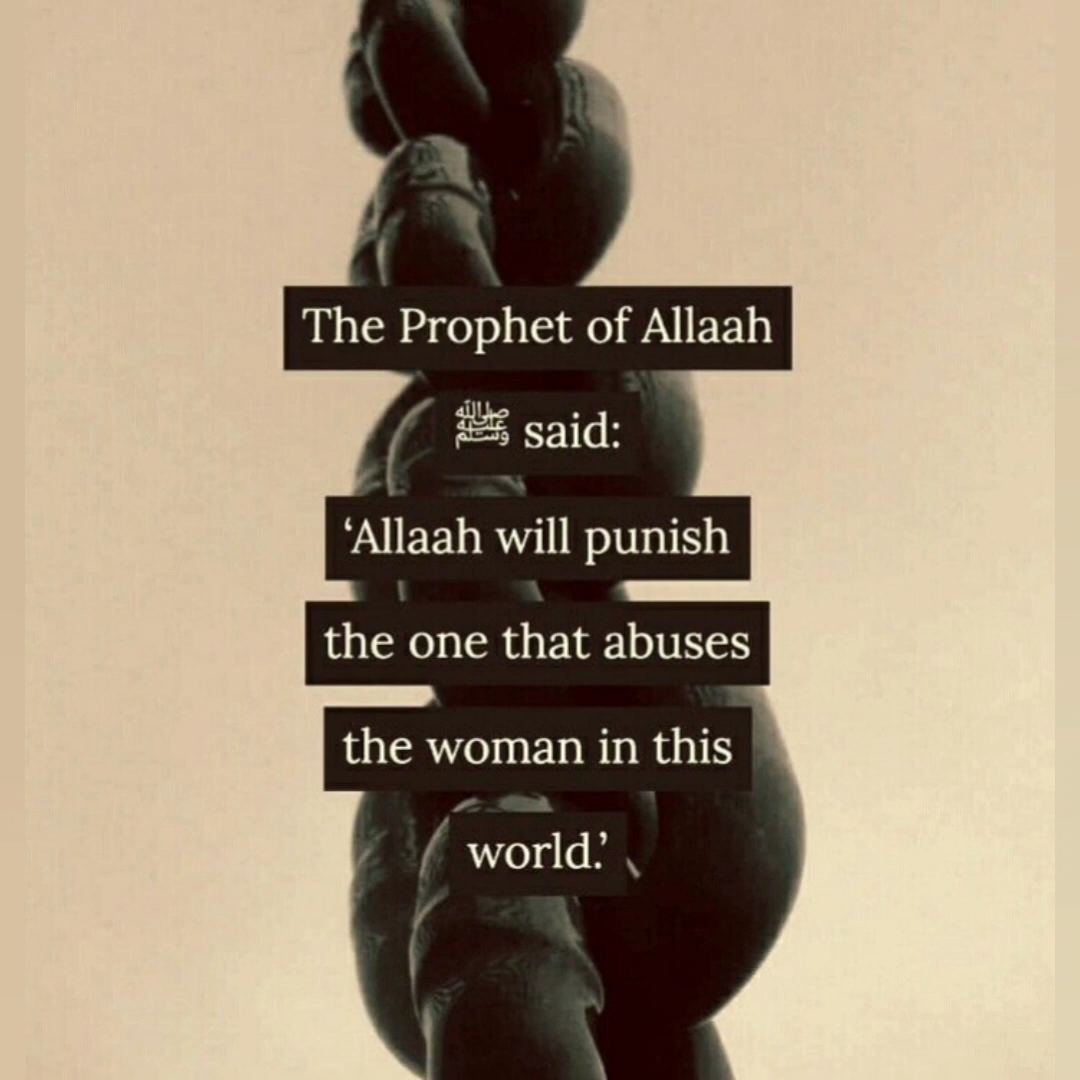 The Prophet of Allaah
ﷺ said:
‘Allaah will punish
the one that abuses
the woman in this
world.’